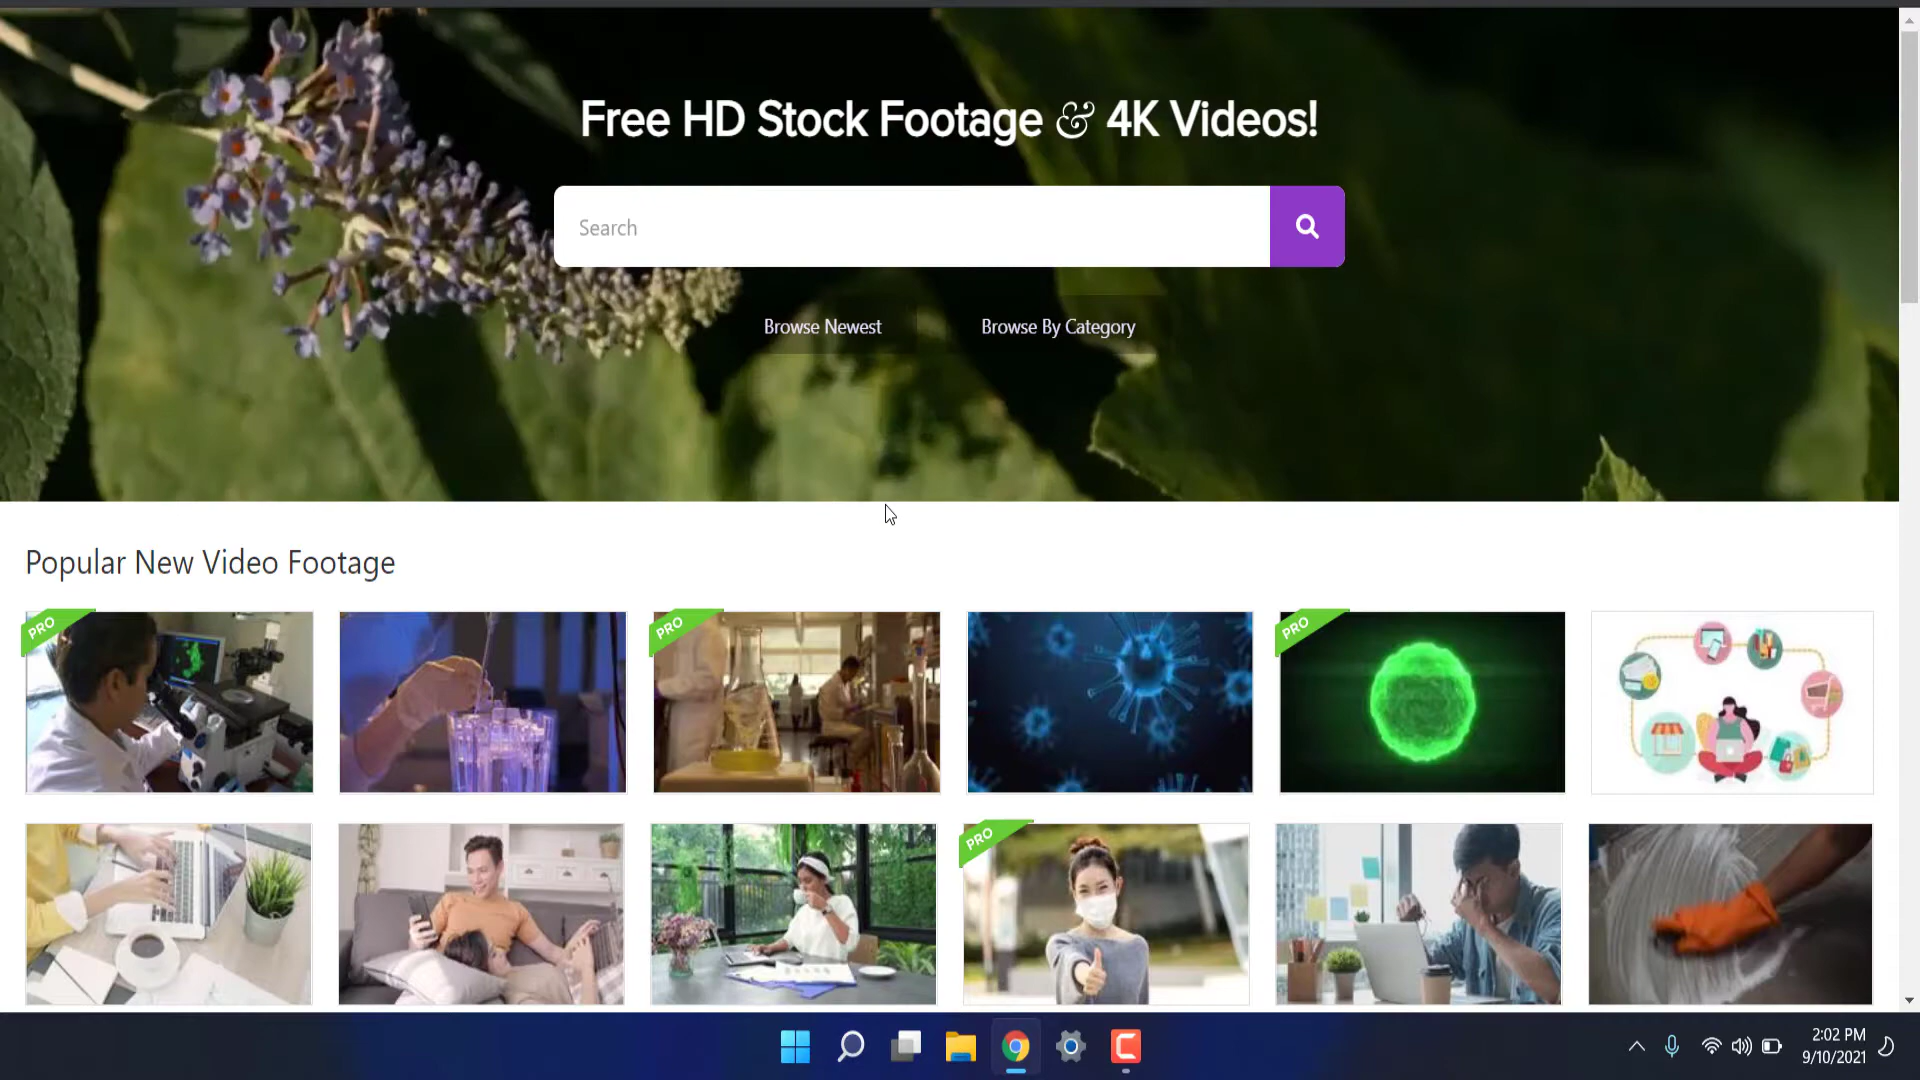 Free HD Stock Footage & 4K Videos!
Search
Browse Newest
Browse By Category
Popular New Video Footage
PRO
PRO
PRO
PRO
2:02 PM
9/10/2021